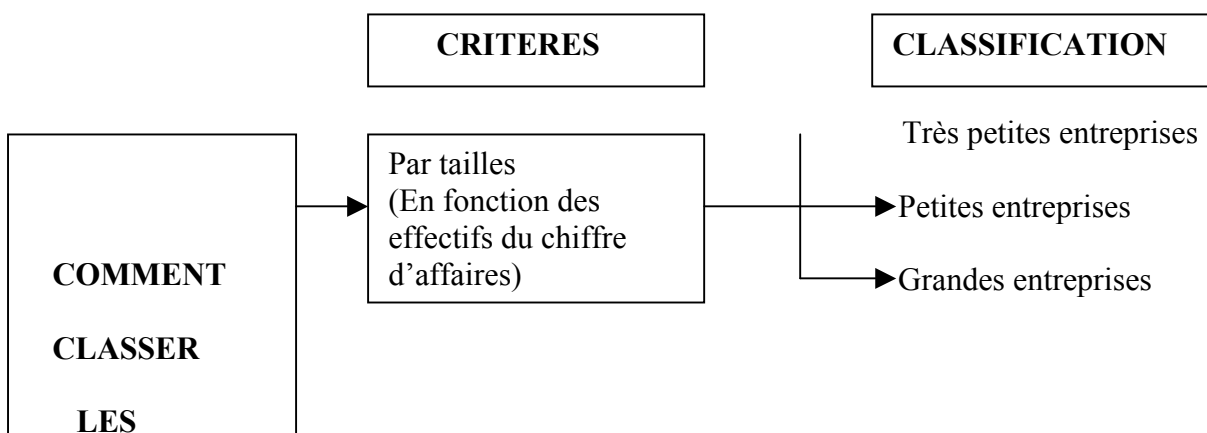 CRITERES
CLASSIFICATION
COMMENT
CLASSER
LES
Par tailles
(En fonction des
effectifs du chiffre
d’affaires)
Très petites entreprises
Petites entreprises
Grandes entreprises